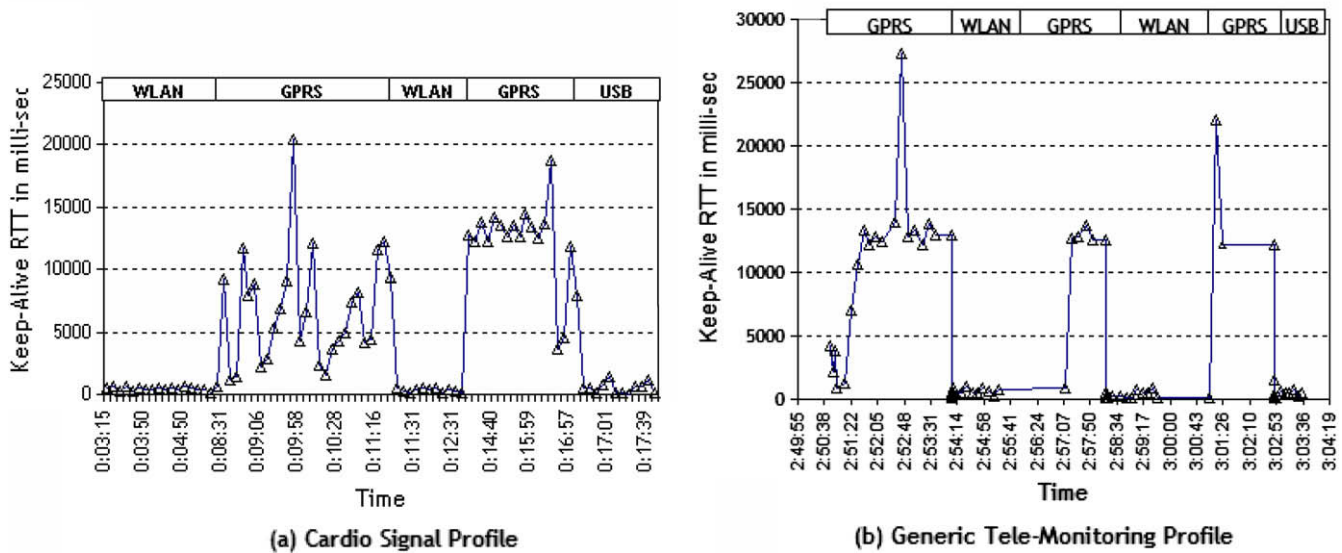 25000
20000
15000
10000
5000
0
Keep-Alive RTT in milli-sec
WLAN GPRS WLAN GPRS USB
0:03:15 0:03:50 0:04:50 0:08:31 0:09:06 0:09:58 0:10:28 0:11:16 0:11:31 0:12:31 0:14:40 0:15:59 0:16:57 0:17:01 0:17:39
Time
(a) Cardio Signal Profile
30000
25000
20000
15000
10000
5000
0
Keep-Alive RTT in milli-sec
GPRS WLAN GPRS WLAN GPRS USB
2:49:55 2:50:38 2:51:22 2:52:05 2:52:48 2:53:31 2:54:14 2:54:58 2:55:41 2:56:24 2:57:07 2:57:50 2:58:34 2:59:17 3:00:00 3:00:43 3:01:26 3:02:10 3:02:53 3:03:36 3:04:19
Time
(b) Generic Tele-Monitoring Profile